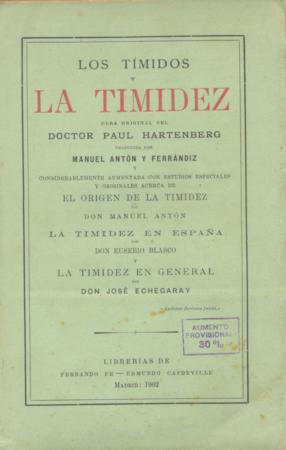 LOS TÍMIDOS
Y
LA TIMIDEZ
OBRA ORIGINAL DEL
DOCTOR PAUL HARTENBERG
TRADUCIDA POR
MANUEL ANTÓN Y FERRÁNDIZ
Y
CONSIDERABLEMENTE AUMENTADA CON ESTUDIOS ESPECIALES
Y ORIGINALES ACERCA DE
EL ORIGEN DE LA TIMIDEZ
POR
DON MANUEL ANTÓN
LA TIMIDEZ EN ESPAÑA
POR
DON EUSEBIO BLASCO
Y
LA TIMIDEZ EN GENERAL
POR
DON JOSÉ ECHEGARAY
AUMENTO
PROVISIONAL
30 %
LIBRERÍAS DE
FERNANDO FE — EDMUNDO CAPDEVILLE
MADRID: 1902